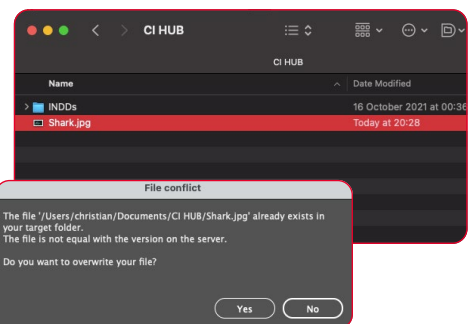 CI HUB
CI HUB
Name
Date Modified
INDDs
16 October 2021 at 00:36
Shark.jpg
Today at 20:28
File conflict
The file '/Users/christian/Documents/CI HUB/Shark.jpg' already exists in
your target folder.
The file is not equal with the version on the server.
Do you want to overwrite your file?
Yes
No